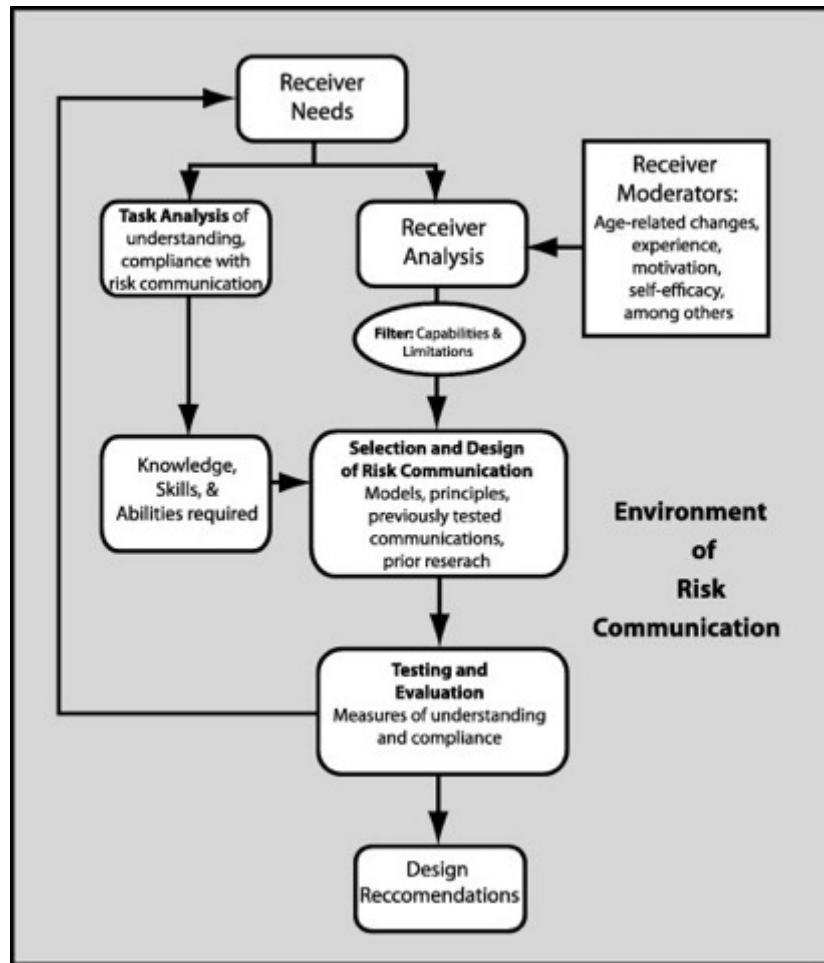 Receiver
Needs
Task Analysis of
understanding,
compliance with
risk communication
Receiver
Analysis
Receiver
Moderators:
Age-related changes,
experience,
motivation,
self-efficacy,
among others
Filter: Capabilities &
Limitations
Knowledge,
Skills, &
Abilities required
Selection and Design
of Risk Communication
Models, principles,
previously tested
communications,
prior reserach
Environment
of
Risk
Communication
Testing and
Evaluation
Measures of understanding
and compliance
Design
Reccomendations